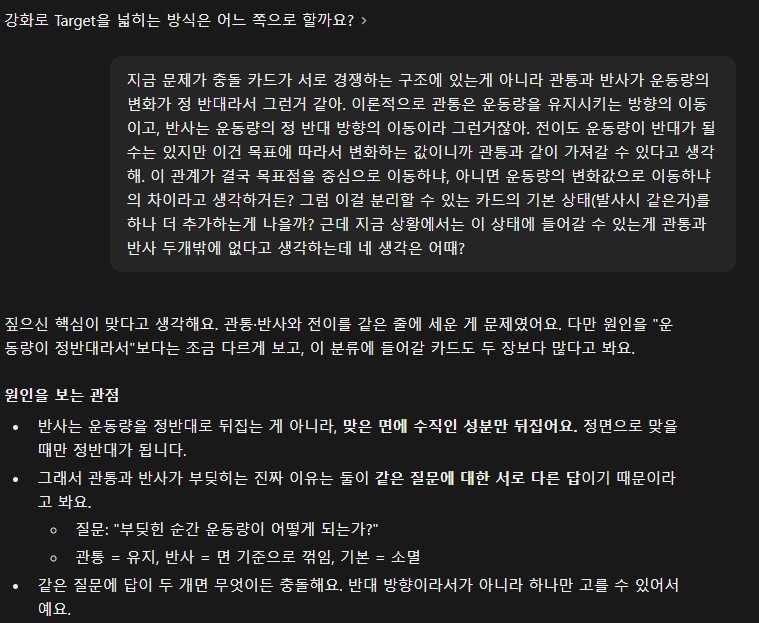 강화로 Target을 넓히는 방식은 어느 쪽으로 할까요? ›
지금 문제가 충돌 카드가 서로 경쟁하는 구조에 있는게 아니라 관통과 반사가 운동량의
변화가 정 반대라서 그런거 같아. 이론적으로 관통은 운동량을 유지시키는 방향의 이동
이고, 반사는 운동량의 정 반대 방향의 이동이라 그런거잖아. 전이도 운동량이 반대가 될
수는 있지만 이건 목표에 따라서 변화하는 값이니까 관통과 같이 가져갈 수 있다고 생각
해. 이 관계가 결국 목표점을 중심으로 이동하냐, 아니면 운동량의 변화값으로 이동하냐
의 차이라고 생각하거든? 그럼 이걸 분리할 수 있는 카드의 기본 상태(발사시 같은거)를
하나 더 추가하는게 나을까? 근데 지금 상황에서는 이 상태에 들어갈 수 있는게 관통과
반사 두개밖에 없다고 생각하는데 네 생각은 어때?
짚으신 핵심이 맞다고 생각해요. 관통·반사와 전이를 같은 줄에 세운 게 문제였어요. 다만 원인을 "운
동량이 정반대라서"보다는 조금 다르게 보고, 이 분류에 들어갈 카드도 두 장보다 많다고 봐요.
원인을 보는 관점
• 반사는 운동량을 정반대로 뒤집는 게 아니라, 맞은 면에 수직인 성분만 뒤집어요. 정면으로 맞을
때만 정반대가 됩니다.
• 그래서 관통과 반사가 부딪히는 진짜 이유는 둘이 같은 질문에 대한 서로 다른 답이기 때문이라
고 봐요.
◦ 질문: "부딪힌 순간 운동량이 어떻게 되는가?"
◦ 관통 = 유지, 반사 = 면 기준으로 꺾임, 기본 = 소멸
• 같은 질문에 답이 두 개면 무엇이든 충돌해요. 반대 방향이라서가 아니라 하나만 고를 수 있어서
예요.